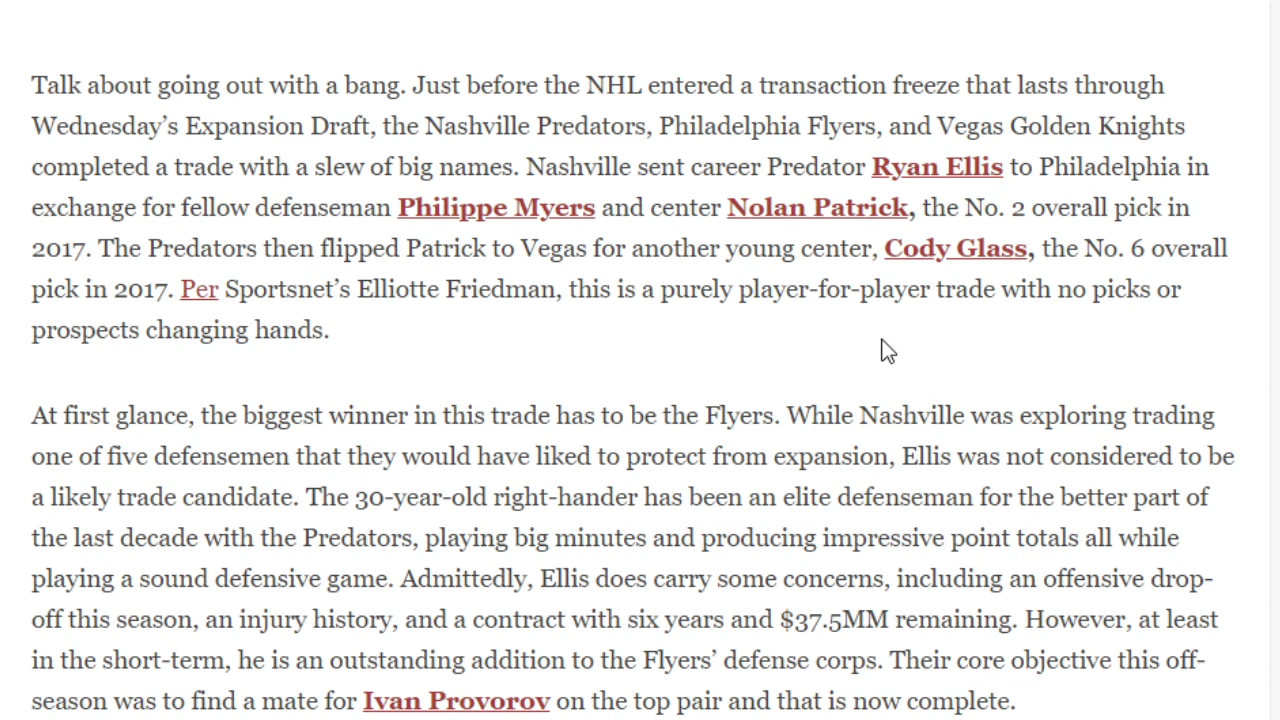 Talk about going out with a bang. Just before the NHL entered a transaction freeze that lasts through
Wednesday’s Expansion Draft, the Nashville Predators, Philadelphia Flyers, and Vegas Golden Knights
completed a trade with a slew of big names. Nashville sent career Predator Ryan Ellis to Philadelphia in
exchange for fellow defenseman Philippe Myers and center Nolan Patrick, the No. 2 overall pick in
2017. The Predators then flipped Patrick to Vegas for another young center, Cody Glass, the No. 6 overall
pick in 2017. Per Sportsnet’s Elliotte Friedman, this is a purely player-for-player trade with no picks or
prospects changing hands.
At first glance, the biggest winner in this trade has to be the Flyers. While Nashville was exploring trading
one of five defensemen that they would have liked to protect from expansion, Ellis was not considered to be
a likely trade candidate. The 30-year-old right-hander has been an elite defenseman for the better part of
the last decade with the Predators, playing big minutes and producing impressive point totals all while
playing a sound defensive game. Admittedly, Ellis does carry some concerns, including an offensive drop-
off this season, an injury history, and a contract with six years and $37.5MM remaining. However, at least
in the short-term, he is an outstanding addition to the Flyers’ defense corps. Their core objective this off-
season was to find a mate for Ivan Provorov on the top pair and that is now complete.